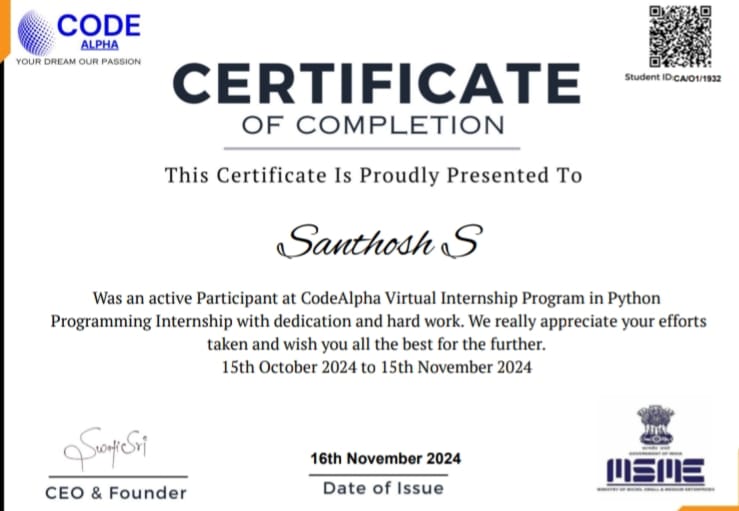 CODE
ALPHA
YOUR DREAM OUR PASSION
Student ID:CA/O1/1932
CERTIFICATE
OF COMPLETION
This Certificate Is Proudly Presented To
Santhosh S
Was an active Participant at CodeAlpha Virtual Internship Program in Python
Programming Internship with dedication and hard work. We really appreciate your efforts
taken and wish you all the best for the further.
15th October 2024 to 15th November 2024
SwatiSri
CEO & Founder
16th November 2024
Date of Issue
GOVERNMENT OF INDIA
MSME
MINISTRY OF MICRO, SMALL & MEDIUM ENTERPRISES